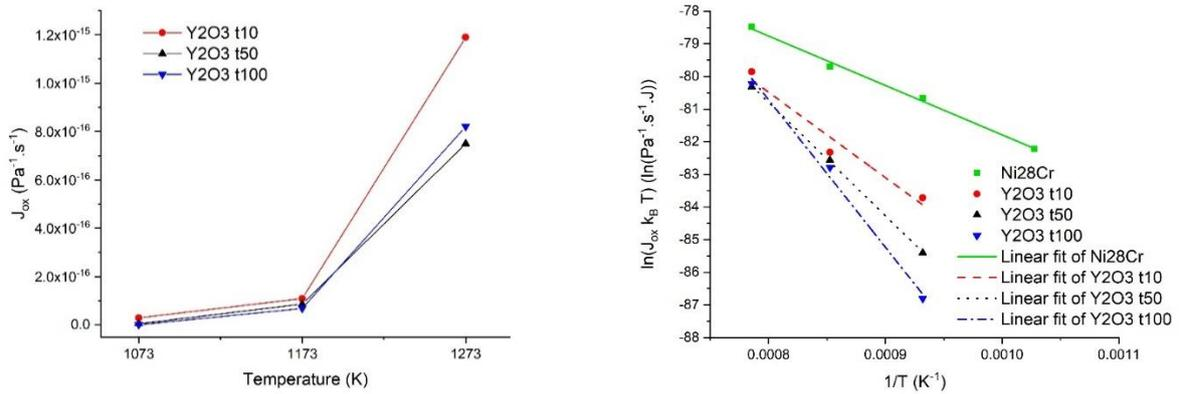 Y2O3 t10
Y2O3 t50
Y2O3 t100
1.2x10⁻¹⁵
1.0x10⁻¹⁵
8.0x10⁻¹⁶
6.0x10⁻¹⁶
4.0x10⁻¹⁶
2.0x10⁻¹⁶
0.0
Jox (Pa⁻¹.s⁻¹)
1073
1173
1273
Temperature (K)
-78
-79
-80
-81
-82
-83
-84
-85
-86
-87
-88
ln(Jox kB T) (ln(Pa⁻¹.s⁻¹.J))
Ni28Cr
Y2O3 t10
Y2O3 t50
Y2O3 t100
Linear fit of Ni28Cr
Linear fit of Y2O3 t10
Linear fit of Y2O3 t50
Linear fit of Y2O3 t100
0.0008
0.0009
0.0010
0.0011
1/T (K⁻¹)